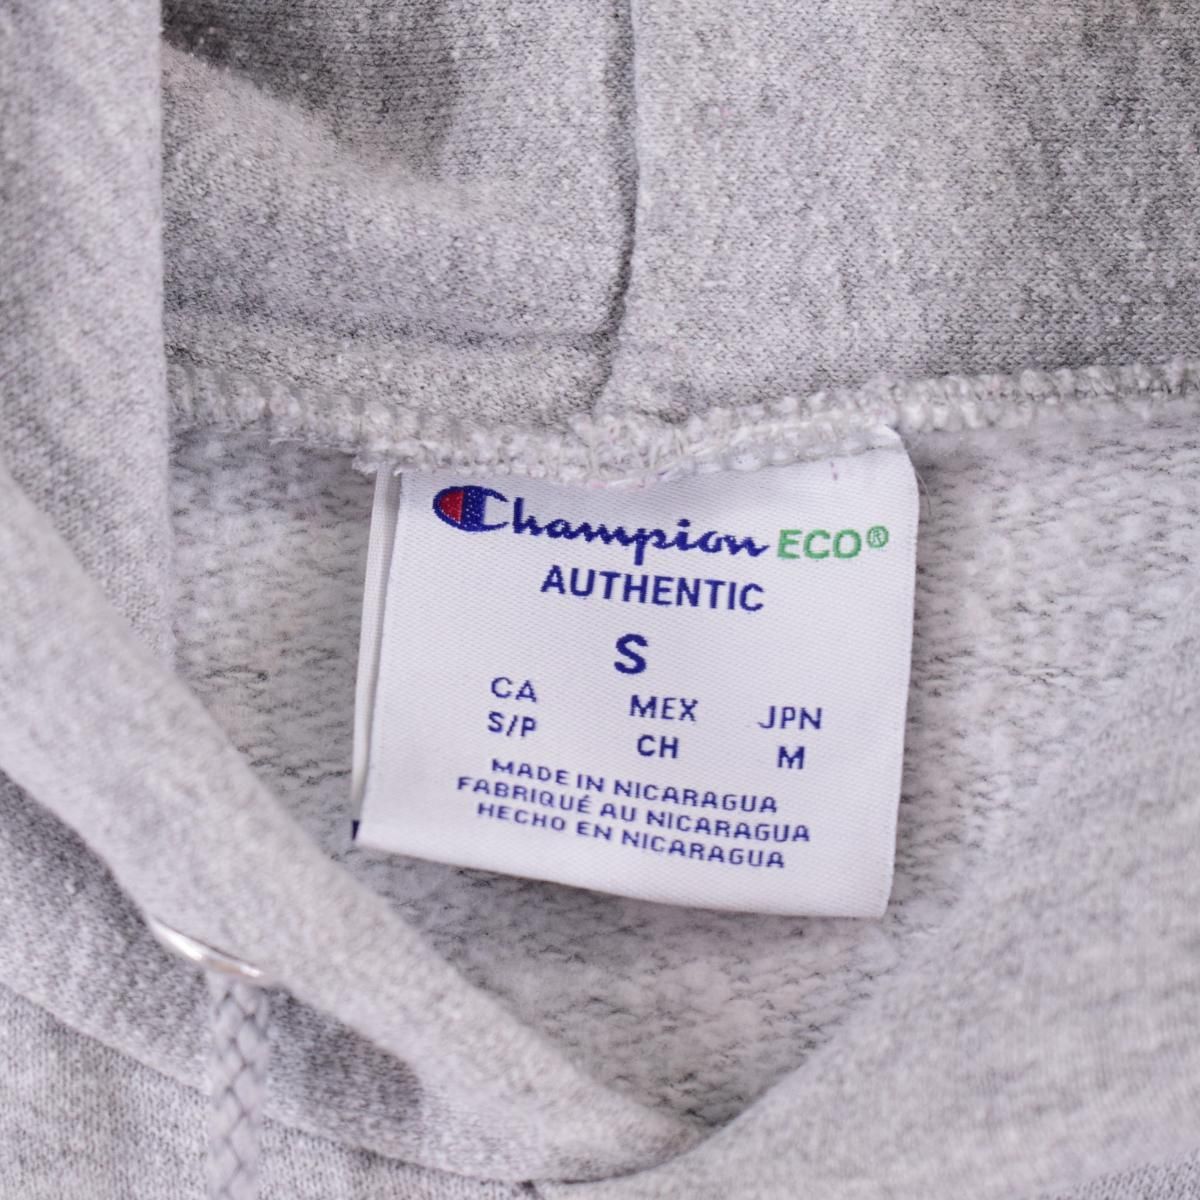 Champion ECO®
AUTHENTIC
S
CA MEX JPN
S/P CH M
MADE IN NICARAGUA
FABRIQUÉ AU NICARAGUA
HECHO EN NICARAGUA